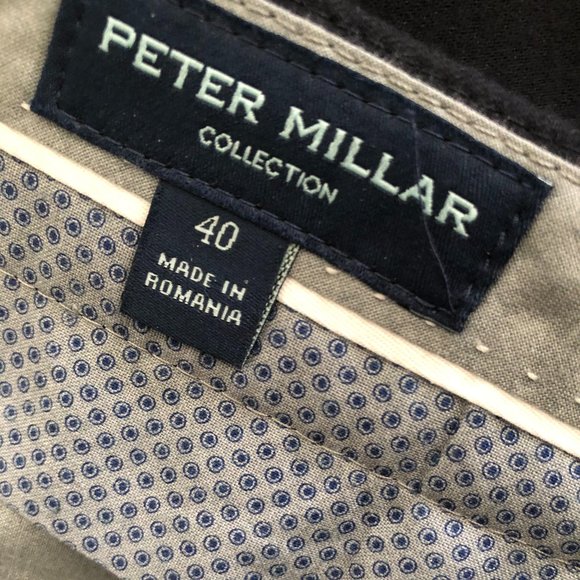 PETER MILLAR
COLLECTION
40
MADE IN
ROMANIA